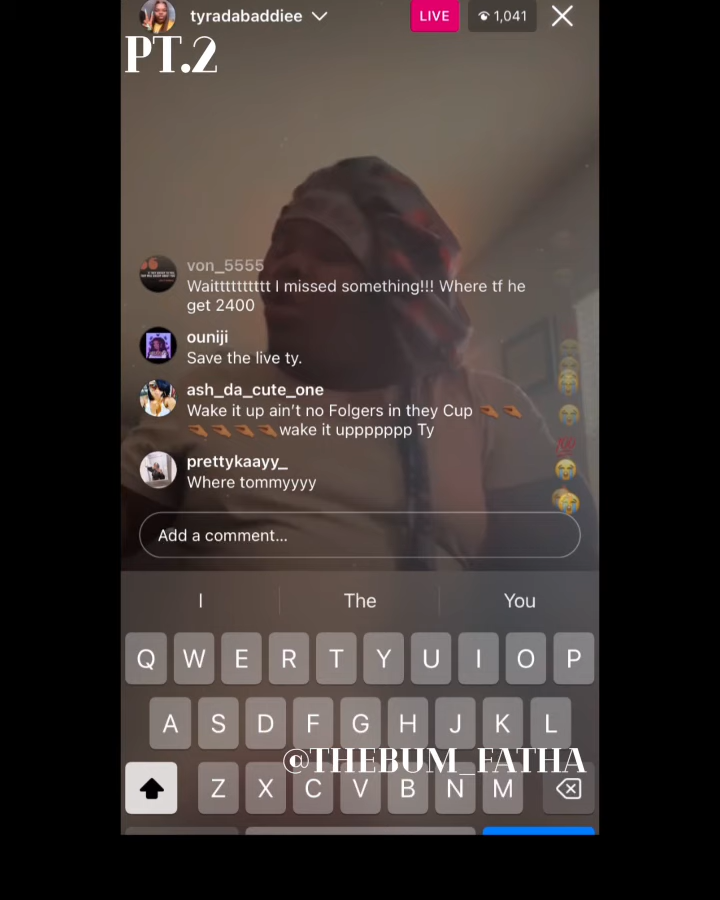 tyradabaddiee
LIVE
1,041
PT.2
von_5555
Waitttttttttt I missed something!!! Where tf he
get 2400
ouniji
Save the live ty.
ash_da_cute_one
Wake it up ain't no Folgers in they Cup
wake it uppppppp Ty
prettykaayy_
Where tommyyyy
Add a comment...
I The You
Q W E R T Y U I O P
A S D F G H J K L
@THEBUM_FATHA
Z X C V B N M